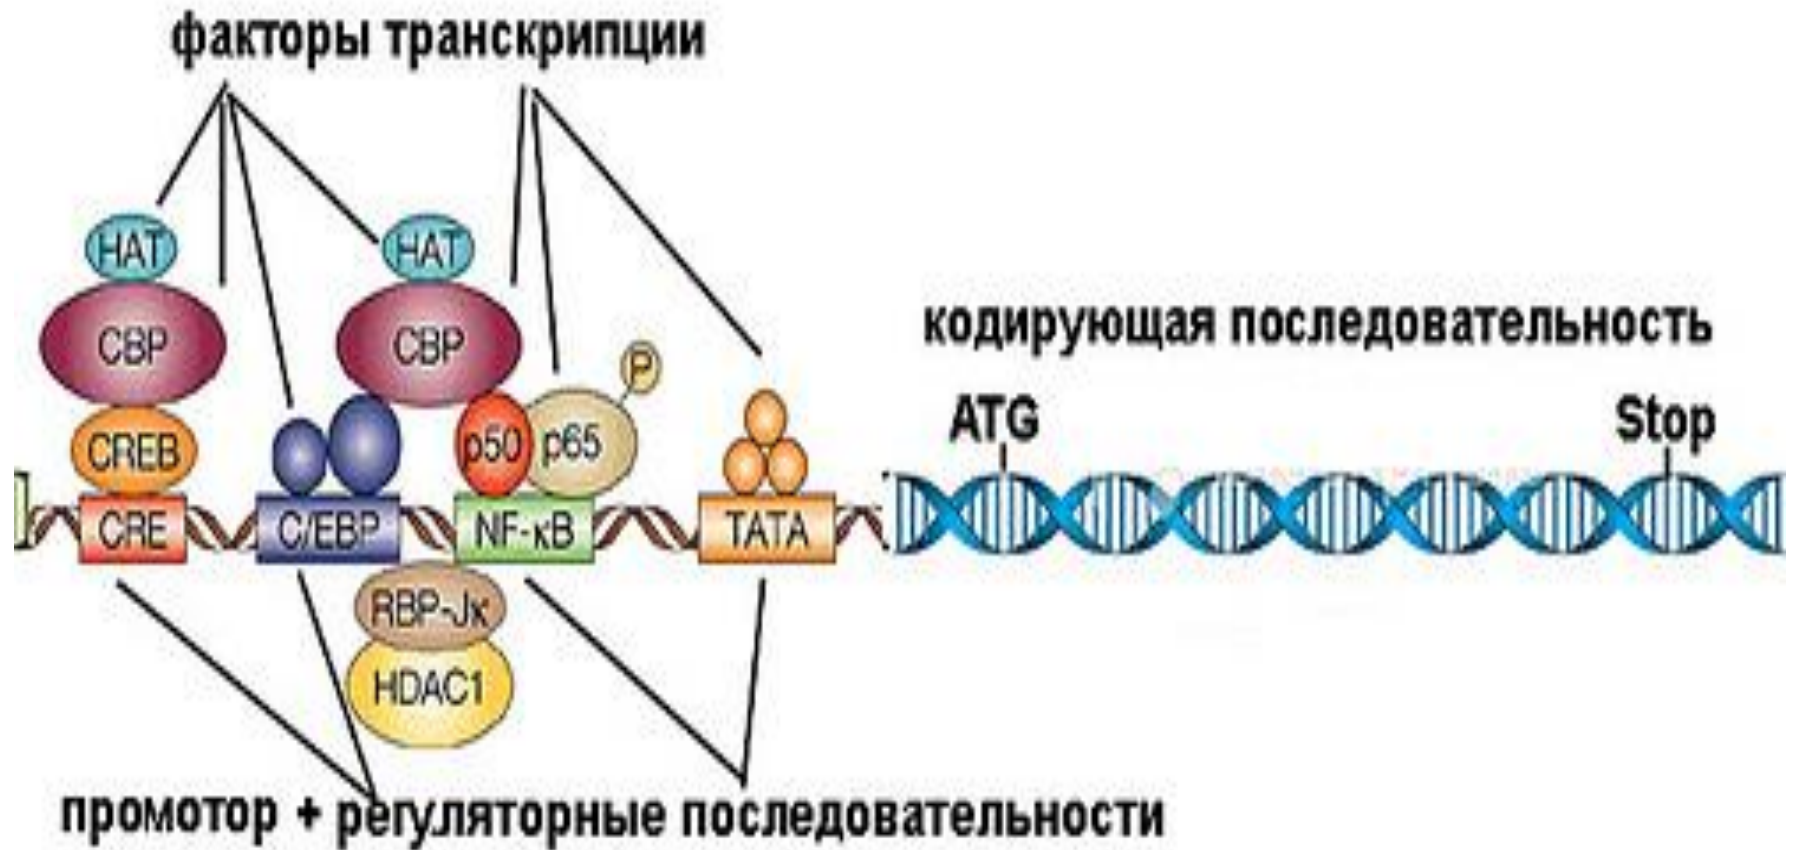 факторы транскрипции
HAT HAT
CBP CBP
P
кодирующая последовательность
ATG Stop
CREB p50 p65
CRE C/EBP NF-κB TATA
RBP-Jκ
HDAC1
промотор + регуляторные последовательности